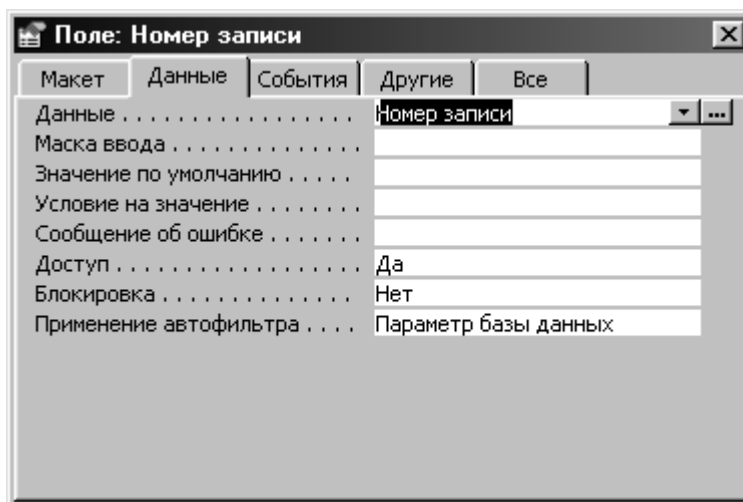 Поле: Номер записи
Макет Данные События Другие Все
Данные . . . . . . . . . . . . . . . . . . Номер записи ...
Маска ввода . . . . . . . . . . . . . . .
Значение по умолчанию . . . . .
Условие на значение . . . . . . . .
Сообщение об ошибке . . . . . . .
Доступ . . . . . . . . . . . . . . . . . . Да
Блокировка . . . . . . . . . . . . . . Нет
Применение автофильтра . . . . Параметр базы данных